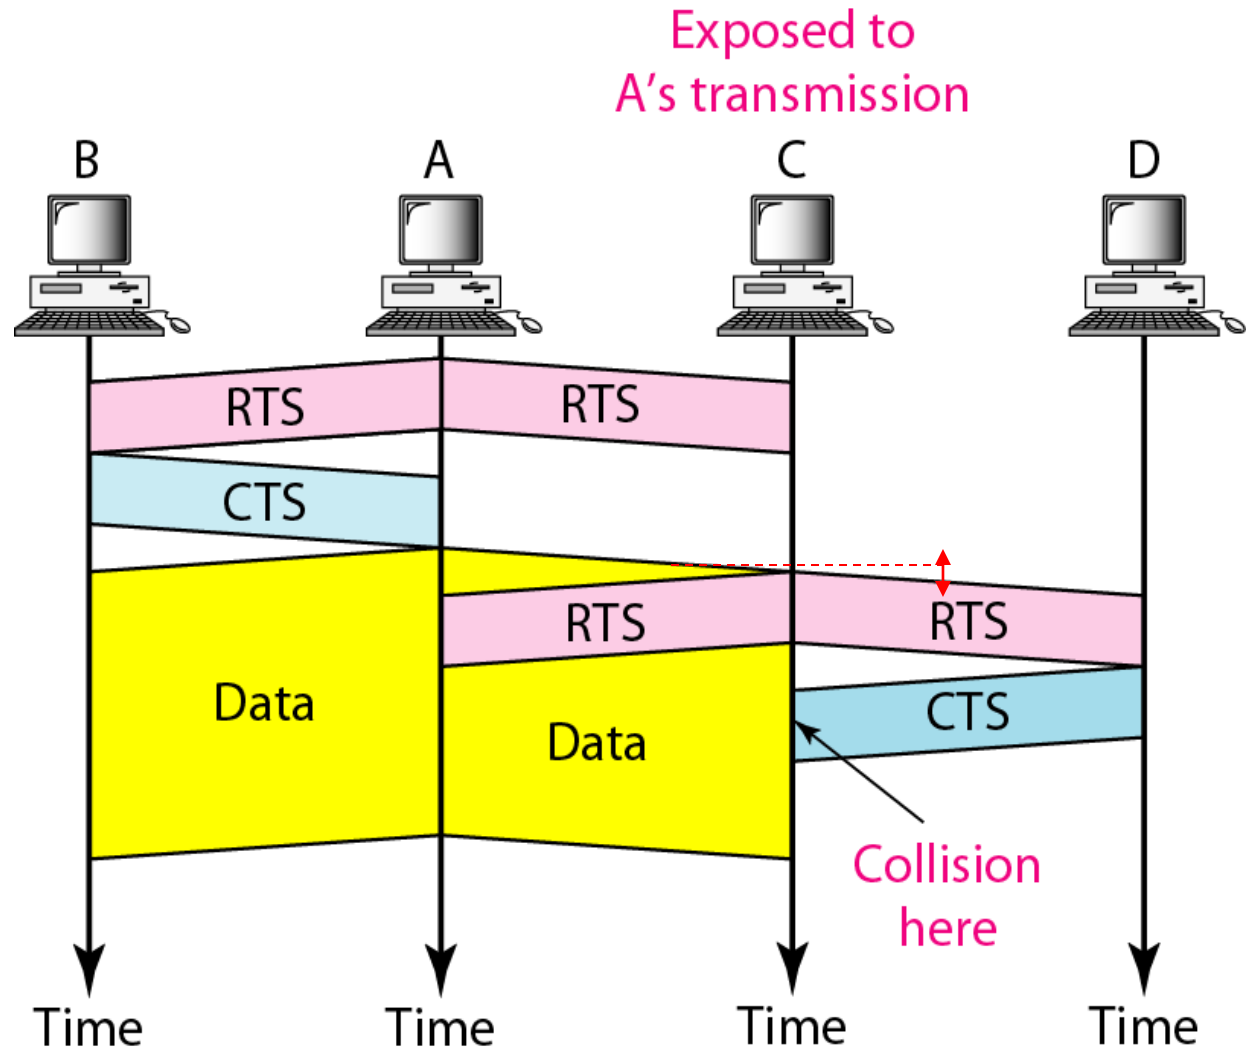 Exposed to
A's transmission
B
A
C
D
RTS
RTS
CTS
RTS
RTS
Data
Data
CTS
Collision
here
Time
Time
Time
Time